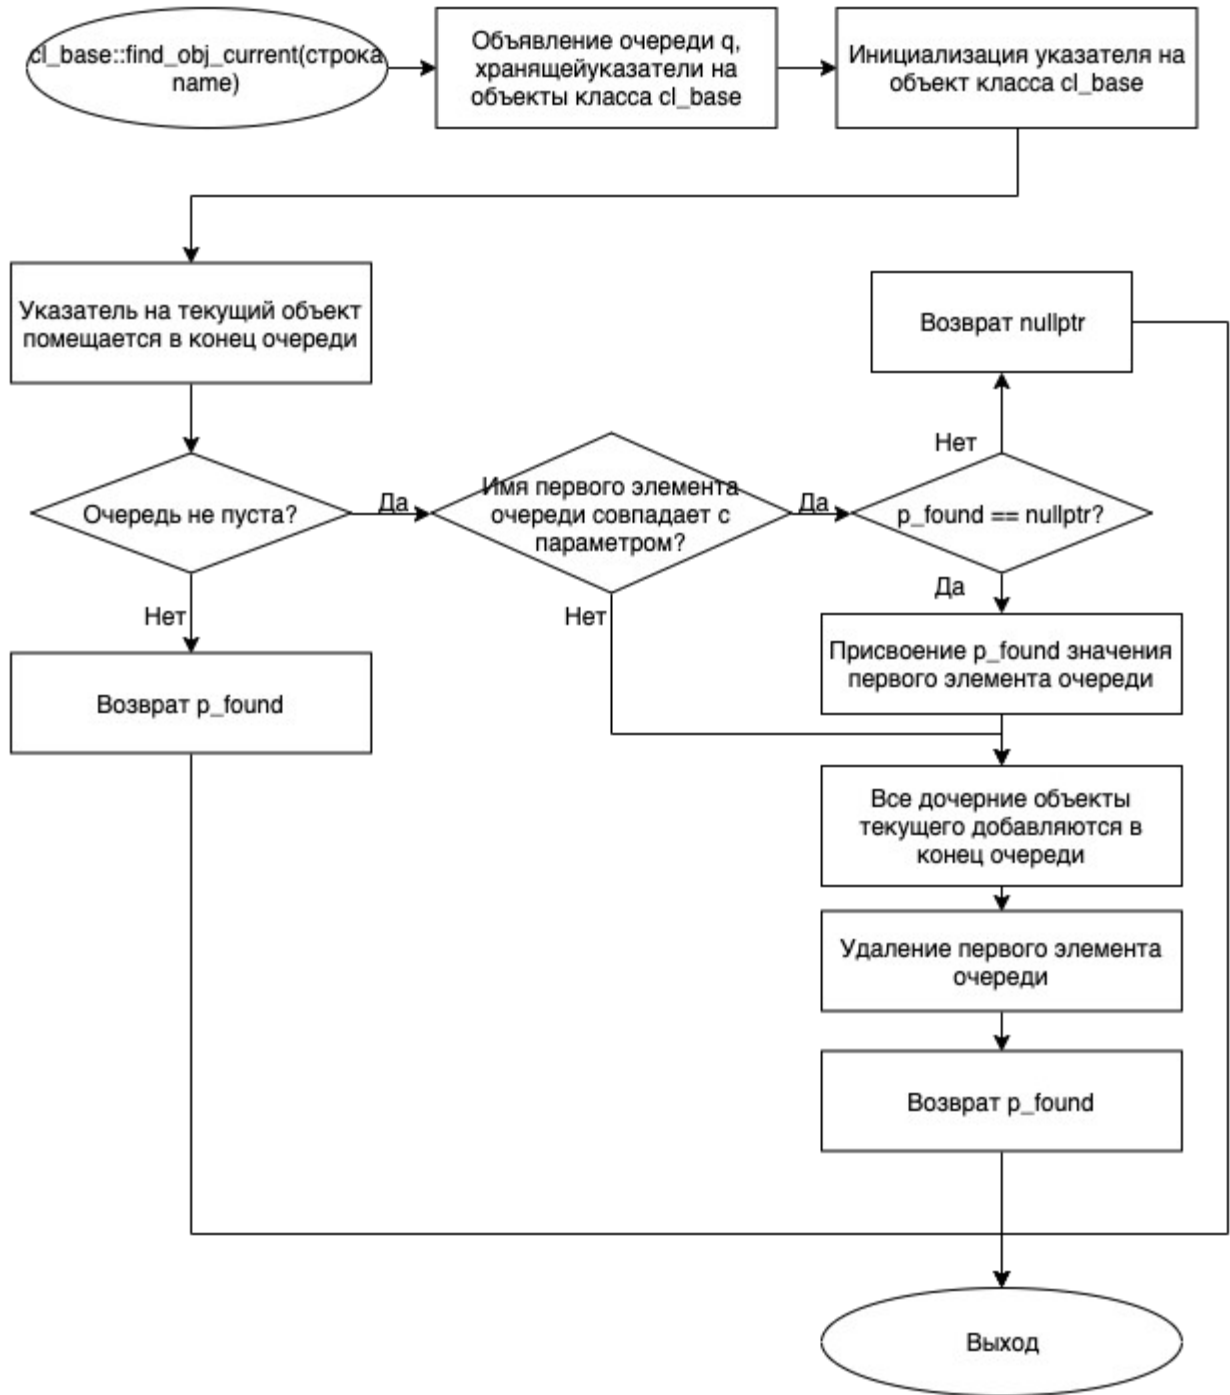 cl_base::find_obj_current(строка
name)
Объявление очереди q,
хранящейуказатели на
объекты класса cl_base
Инициализация указателя на
объект класса cl_base
Указатель на текущий объект
помещается в конец очереди
Возврат nullptr
Нет
Очередь не пуста?
Да
Имя первого элемента
очереди совпадает с
параметром?
Да
p_found == nullptr?
Да
Нет
Нет
Присвоение p_found значения
первого элемента очереди
Возврат p_found
Все дочерние объекты
текущего добавляются в
конец очереди
Удаление первого элемента
очереди
Возврат p_found
Выход